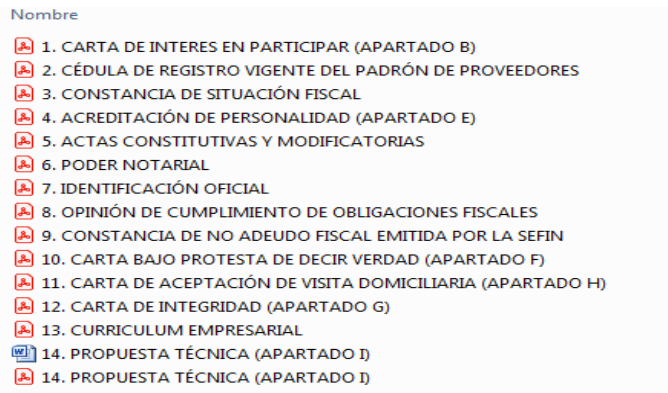 Nombre
1. CARTA DE INTERES EN PARTICIPAR (APARTADO B)
2. CÉDULA DE REGISTRO VIGENTE DEL PADRÓN DE PROVEEDORES
3. CONSTANCIA DE SITUACIÓN FISCAL
4. ACREDITACIÓN DE PERSONALIDAD (APARTADO E)
5. ACTAS CONSTITUTIVAS Y MODIFICATORIAS
6. PODER NOTARIAL
7. IDENTIFICACIÓN OFICIAL
8. OPINIÓN DE CUMPLIMIENTO DE OBLIGACIONES FISCALES
9. CONSTANCIA DE NO ADEUDO FISCAL EMITIDA POR LA SEFIN
10. CARTA BAJO PROTESTA DE DECIR VERDAD (APARTADO F)
11. CARTA DE ACEPTACIÓN DE VISITA DOMICILIARIA (APARTADO H)
12. CARTA DE INTEGRIDAD (APARTADO G)
13. CURRICULUM EMPRESARIAL
14. PROPUESTA TÉCNICA (APARTADO I)
14. PROPUESTA TÉCNICA (APARTADO I)